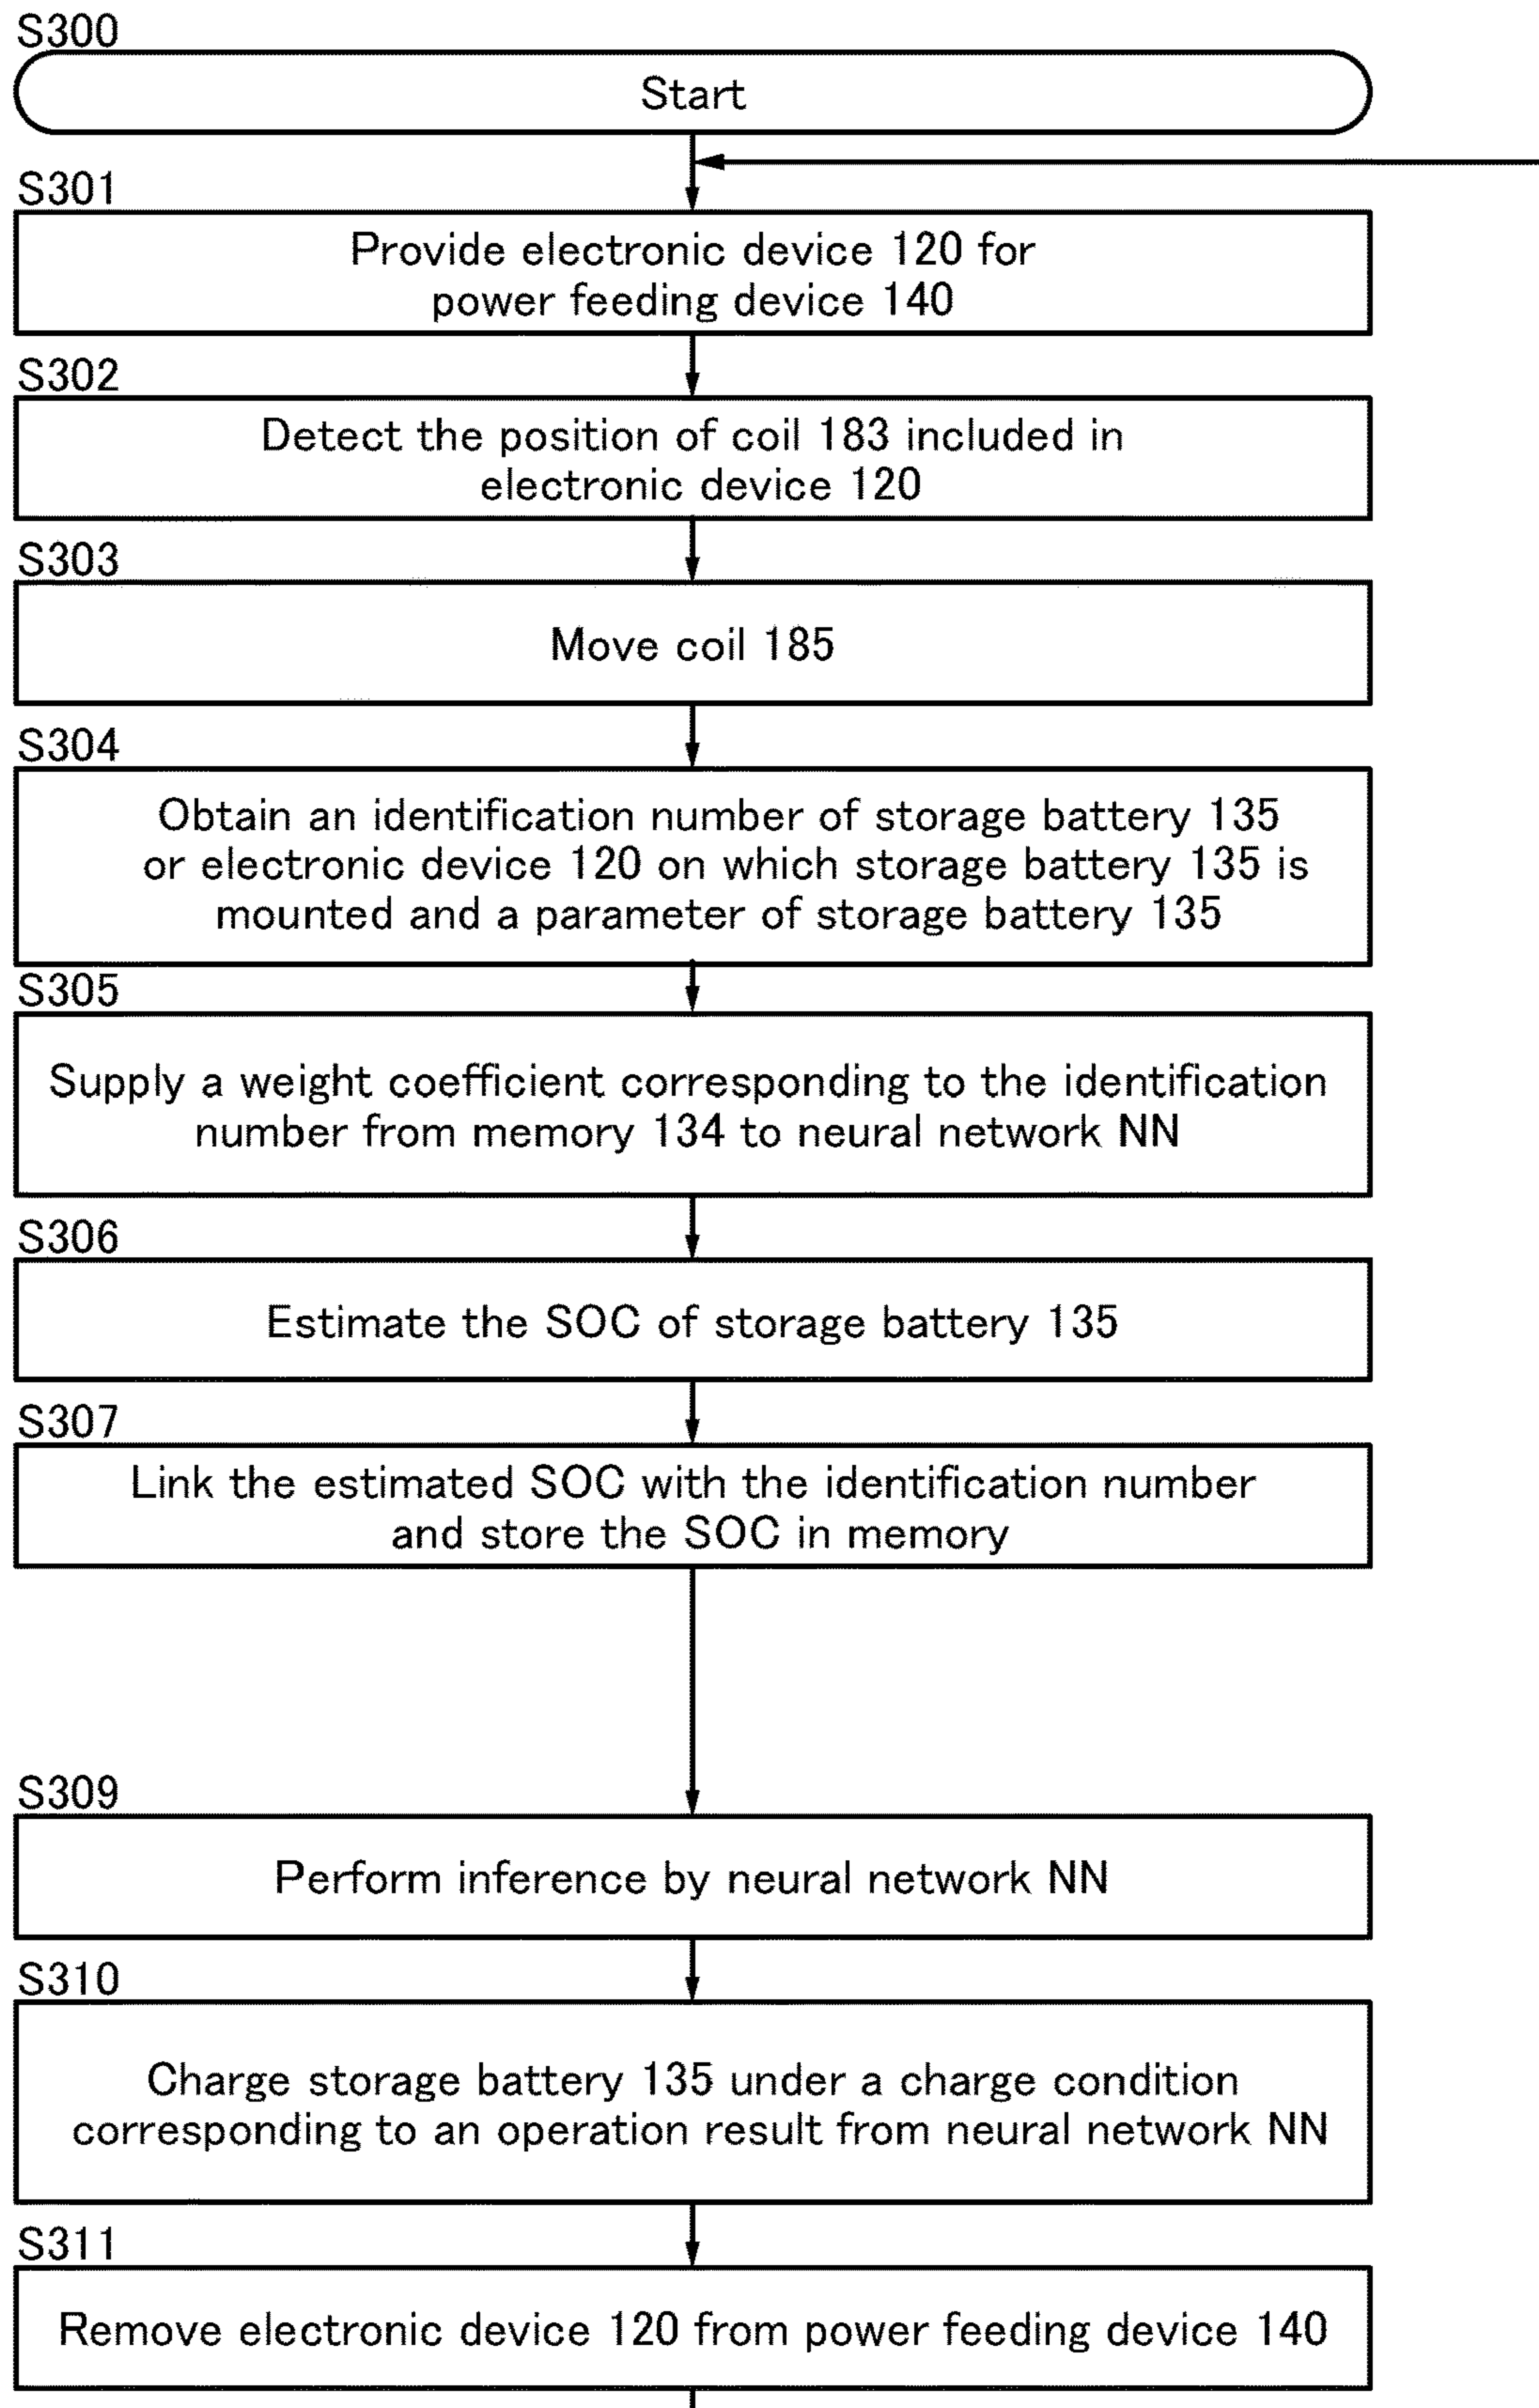 S300
Start
S301
Provide electronic device 120 for
power feeding device 140
S302
Detect the position of coil 183 included in
electronic device 120
S303
Move coil 185
S304
Obtain an identification number of storage battery 135
or electronic device 120 on which storage battery 135 is
mounted and a parameter of storage battery 135
S305
Supply a weight coefficient corresponding to the identification
number from memory 134 to neural network NN
S306
Estimate the SOC of storage battery 135
S307
Link the estimated SOC with the identification number
and store the SOC in memory
S309
Perform inference by neural network NN
S310
Charge storage battery 135 under a charge condition
corresponding to an operation result from neural network NN
S311
Remove electronic device 120 from power feeding device 140